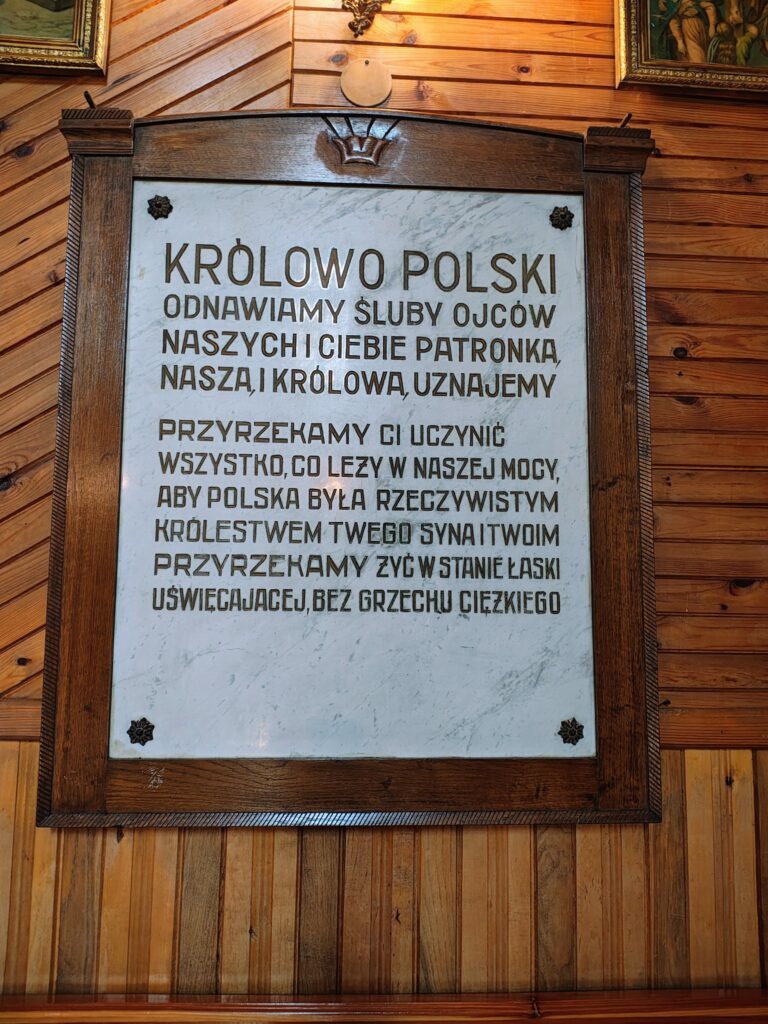 KRÓLOWO POLSKI
ODNAWIAMY ŚLUBY OJCÓW
NASZYCH I CIEBIE PATRONKĄ
NASZĄ I KRÓLOWĄ UZNAJEMY
PRZYRZEKAMY CI UCZYNIĆ
WSZYSTKO, CO LEŻY W NASZEJ MOCY,
ABY POLSKA BYŁA RZECZYWISTYM
KRÓLESTWEM TWEGO SYNA I TWOIM
PRZYRZEKAMY ŻYĆ W STANIE ŁASKI
UŚWIĘCAJĄCEJ, BEZ GRZECHU CIĘŻKIEGO